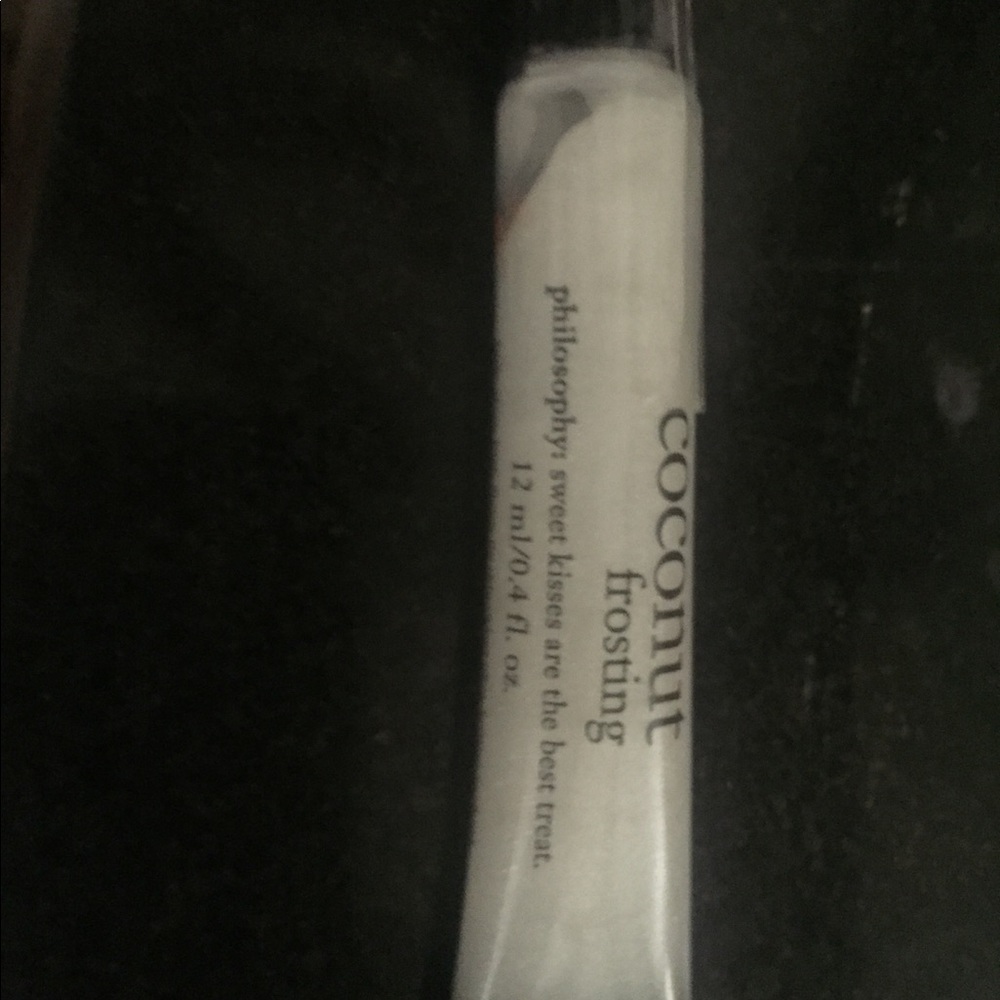 coconut
frosting
philosophy: sweet kisses are the best treat.
12 ml/0.4 fl. oz.